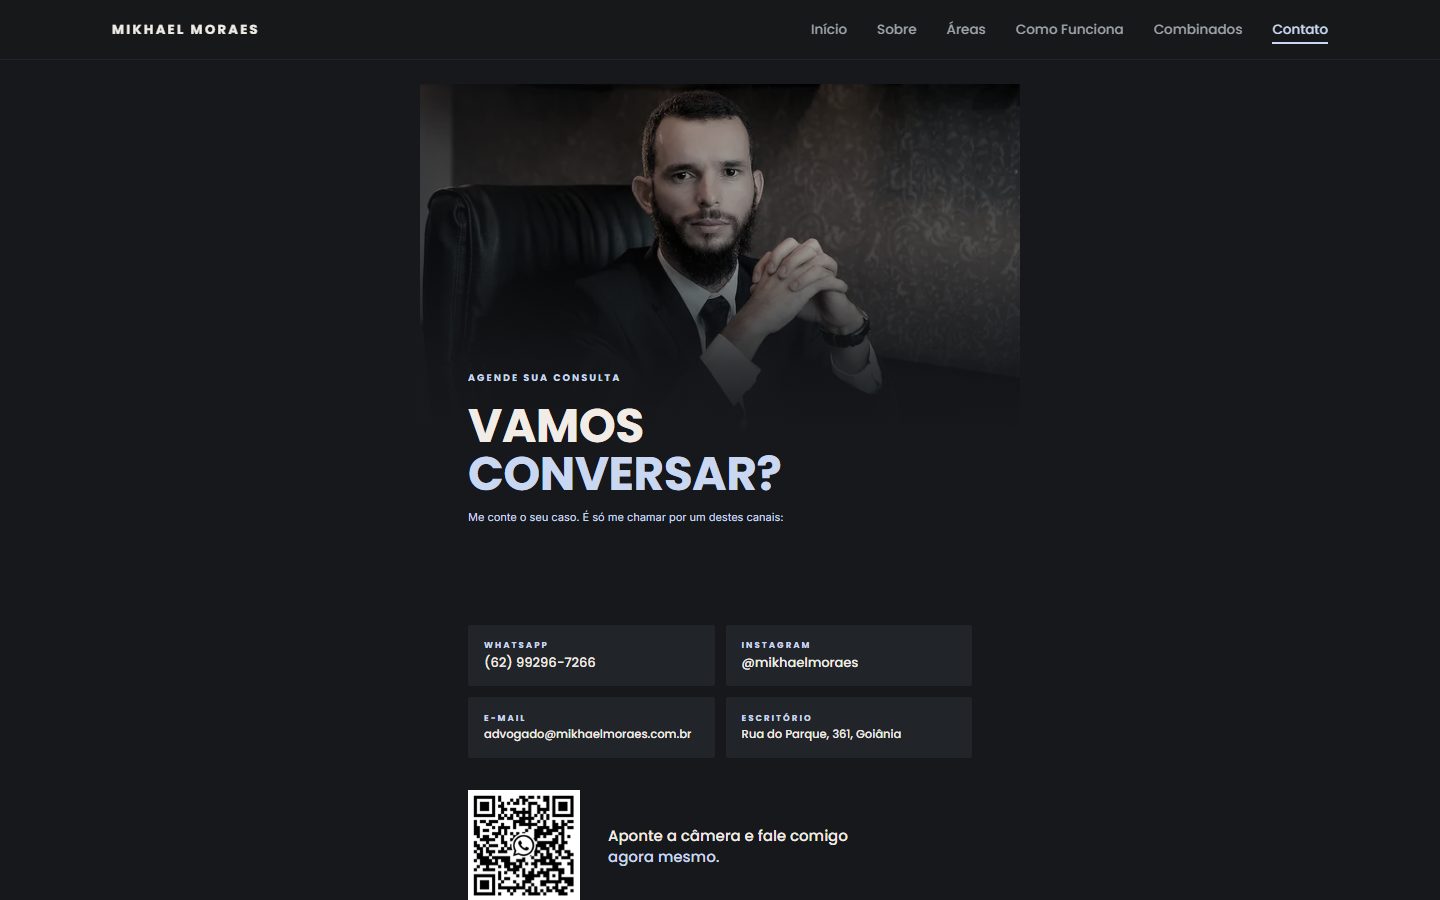 MIKHAEL MORAES
Início Sobre Áreas Como Funciona Combinados Contato
AGENDE SUA CONSULTA
VAMOS
CONVERSAR?
Me conte o seu caso. É só me chamar por um destes canais:
WHATSAPP
(62) 99296-7266
INSTAGRAM
@mikhaelmoraes
E-MAIL
advogado@mikhaelmoraes.com.br
ESCRITÓRIO
Rua do Parque, 361, Goiânia
Aponte a câmera e fale comigo
agora mesmo.